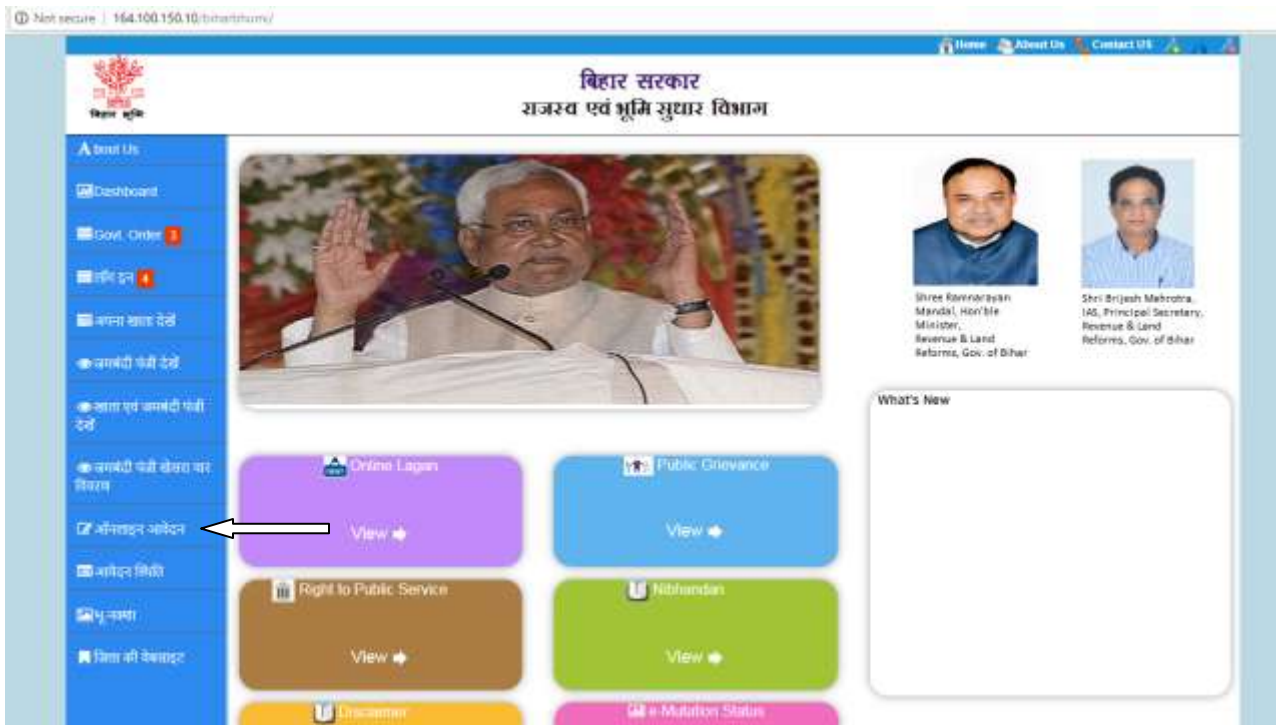 Not secure | 164.100.150.10/biharbhumi/
Home About Us Contact US
बिहार भूमि
बिहार सरकार
राजस्व एवं भूमि सुधार विभाग
About Us
Dashboard
Govt. Order 3
लॉग इन 4
अपना खाता देखें
जमाबंदी पंजी देखें
खाता एवं जमाबंदी पंजी
देखें
जमाबंदी पंजी खेसरा वार
विवरण
ऑनलाइन आवेदन
आवेदन स्थिति
भू-नक्शा
जिला की वेबसाइट
Shree Ramnarayan
Mandal, Hon'ble
Minister,
Revenue & Land
Reforms, Gov. of Bihar
Shri Brijesh Mehrotra,
IAS, Principal Secretary,
Revenue & Land
Reforms, Gov. of Bihar
What's New
Online Lagan
View
Public Grievance
View
Right to Public Service
View
Nibhandan
View
Disclaimer
e-Mutation Status